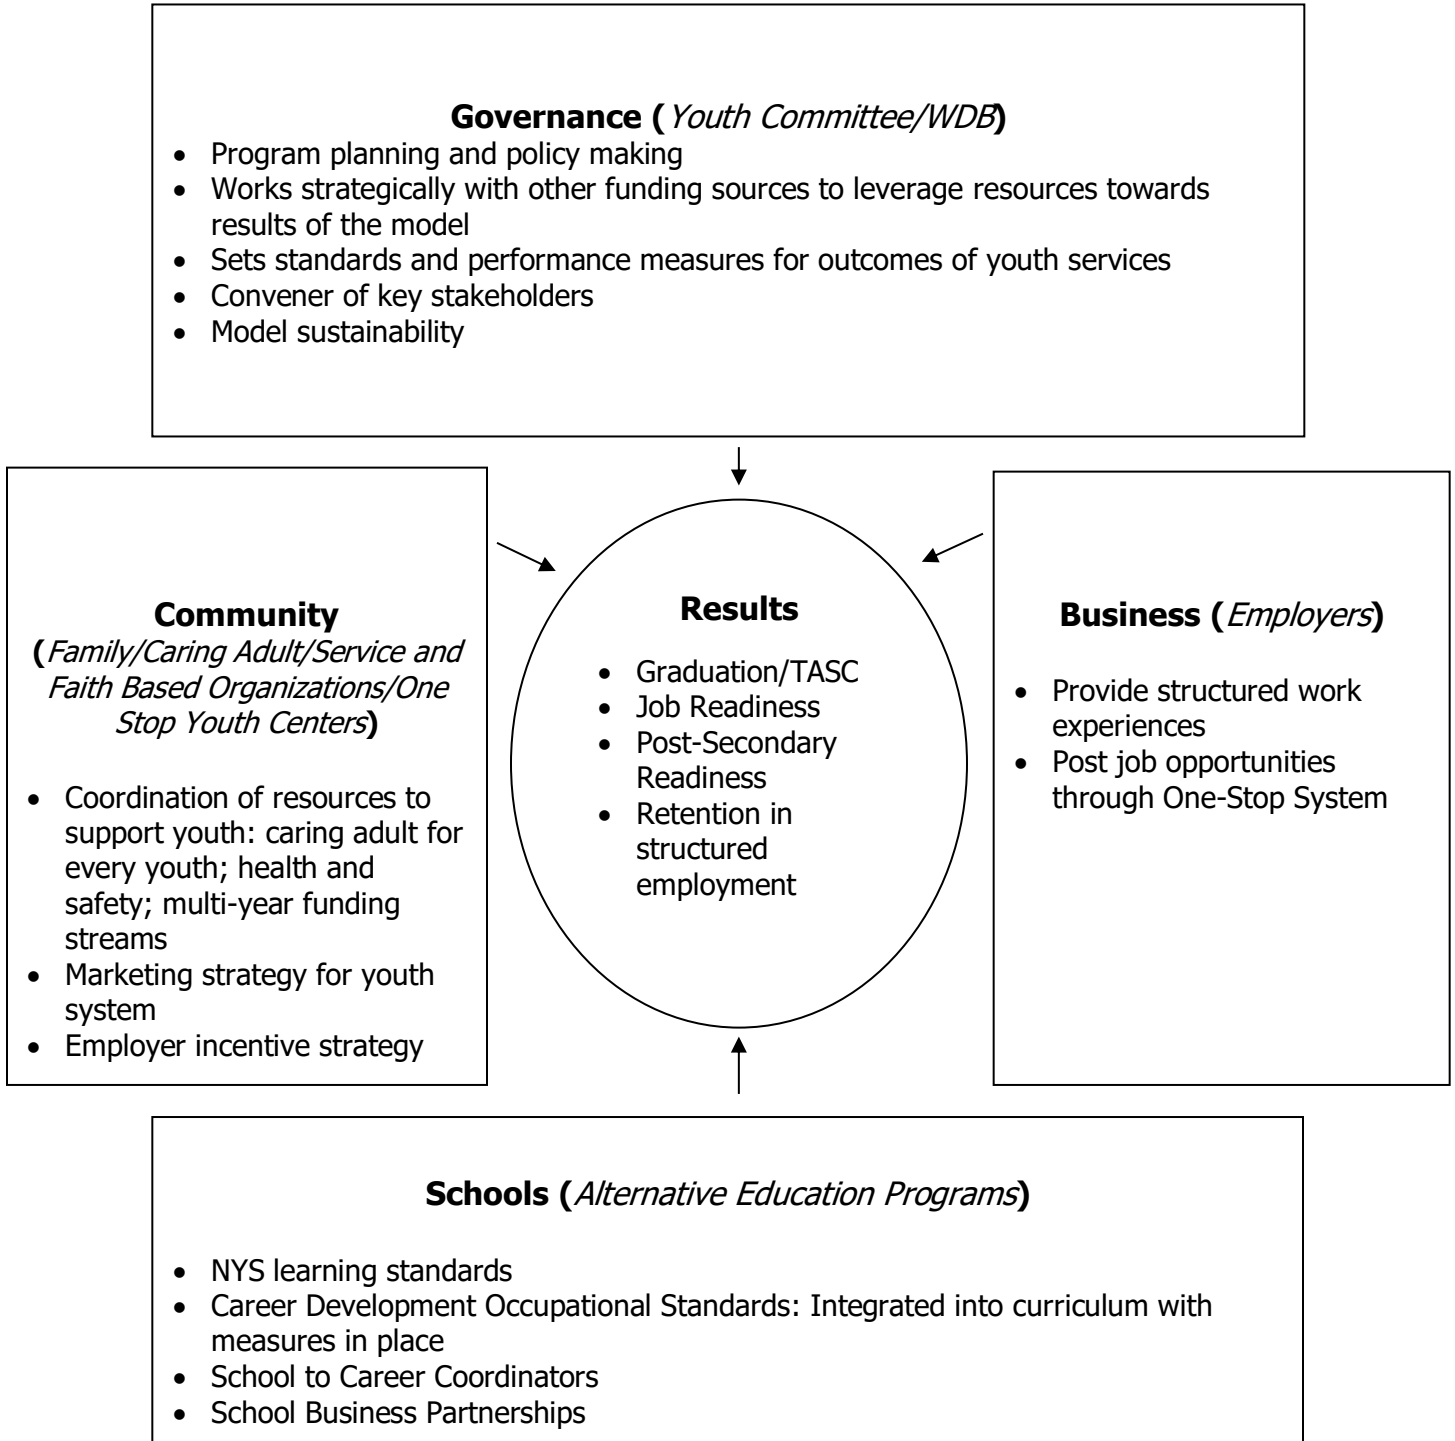 Governance (Youth Committee/WDB)
• Program planning and policy making
• Works strategically with other funding sources to leverage resources towards
results of the model
• Sets standards and performance measures for outcomes of youth services
• Convener of key stakeholders
• Model sustainability
Community
(Family/Caring Adult/Service and
Faith Based Organizations/One
Stop Youth Centers)
• Coordination of resources to
support youth: caring adult for
every youth; health and
safety; multi-year funding
streams
• Marketing strategy for youth
system
• Employer incentive strategy
Results
• Graduation/TASC
• Job Readiness
• Post-Secondary
Readiness
• Retention in
structured
employment
Business (Employers)
• Provide structured work
experiences
• Post job opportunities
through One-Stop System
Schools (Alternative Education Programs)
• NYS learning standards
• Career Development Occupational Standards: Integrated into curriculum with
measures in place
• School to Career Coordinators
• School Business Partnerships